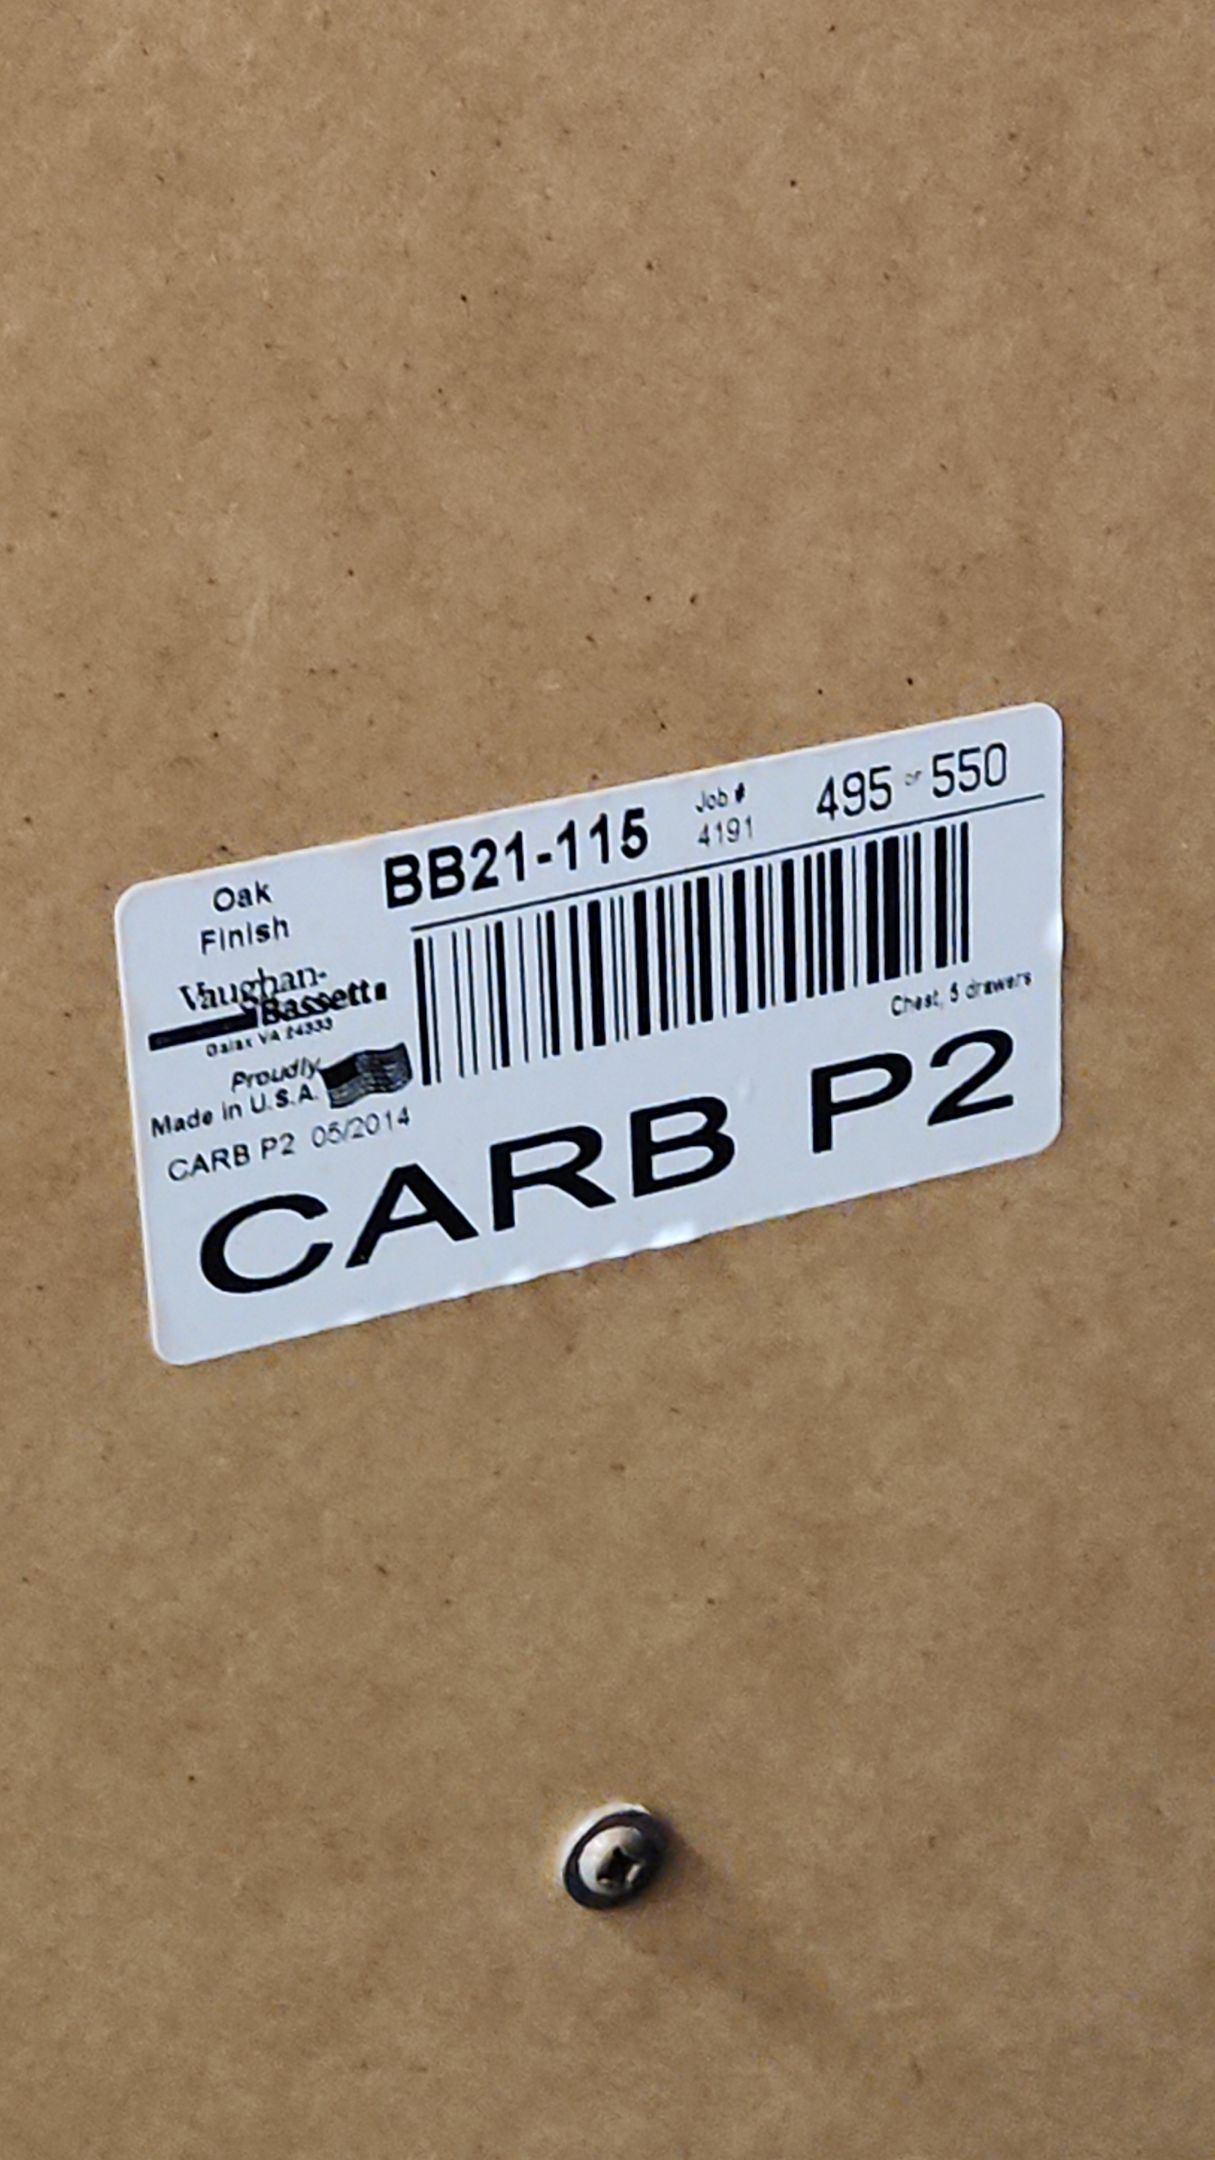 Oak
Finish
BB21-115
Job #
4191
495 OF 550
Vaughan-
Bassett
Galax VA 24333
Proudly
Made in U.S.A.
CARB P2 05/2014
Chest, 5 drawers
CARB P2